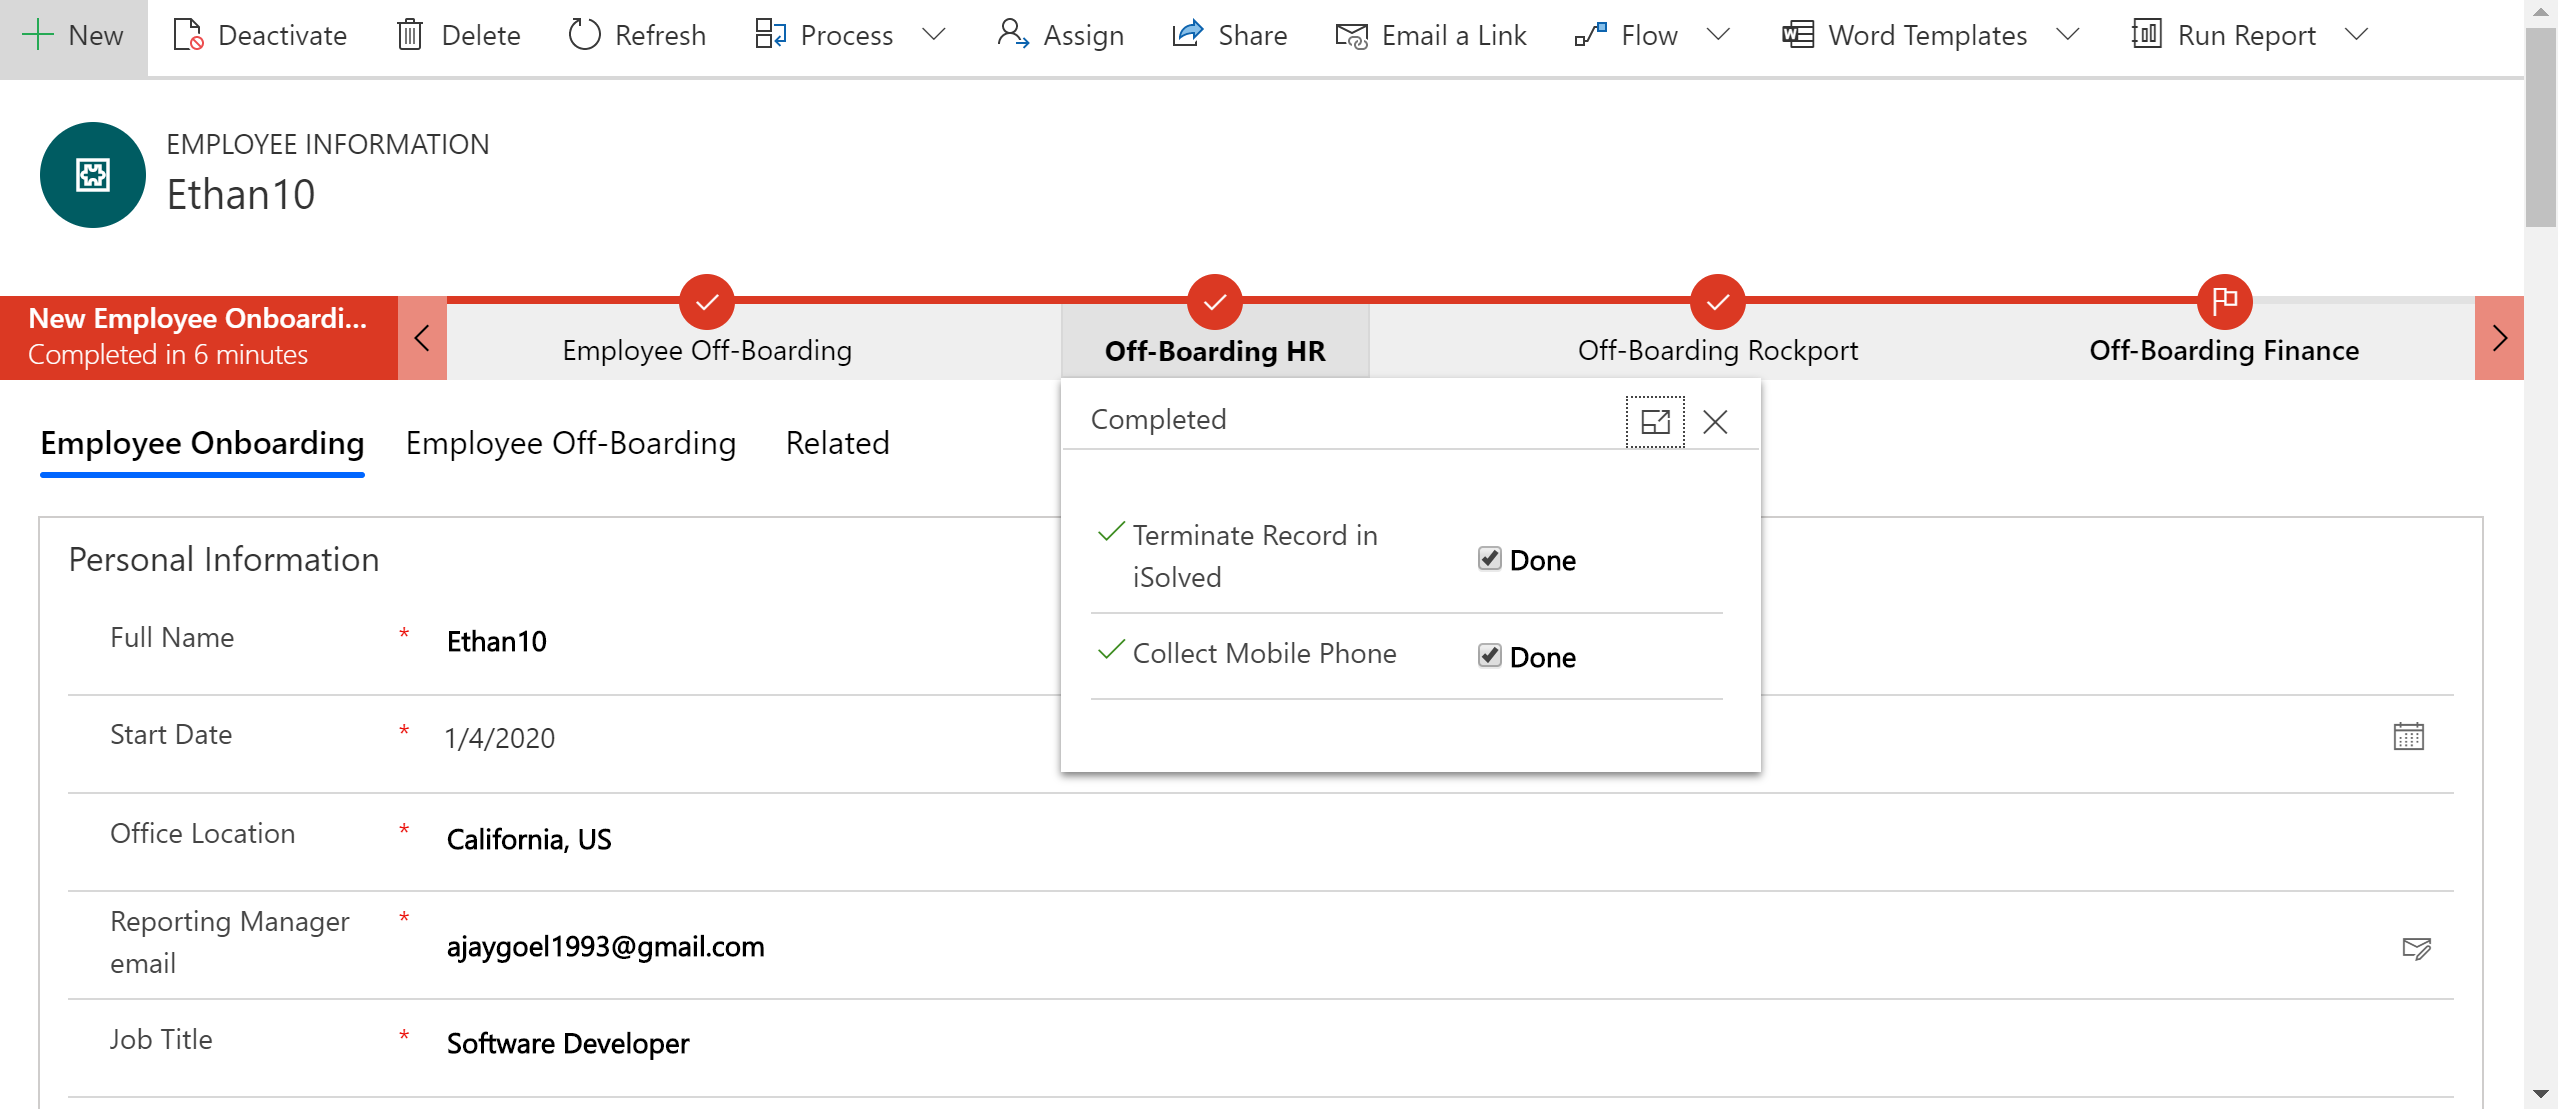 New
Deactivate
Delete
Refresh
Process
Assign
Share
Email a Link
Flow
Word Templates
Run Report
EMPLOYEE INFORMATION
Ethan10
New Employee Onboardi...
Completed in 6 minutes
Employee Off-Boarding
Off-Boarding HR
Off-Boarding Rockport
Off-Boarding Finance
Employee Onboarding
Employee Off-Boarding
Related
Completed
Terminate Record in
iSolved
Done
Collect Mobile Phone
Done
Personal Information
Full Name
*
Ethan10
Start Date
*
1/4/2020
Office Location
*
California, US
Reporting Manager
email
*
ajaygoel1993@gmail.com
Job Title
*
Software Developer